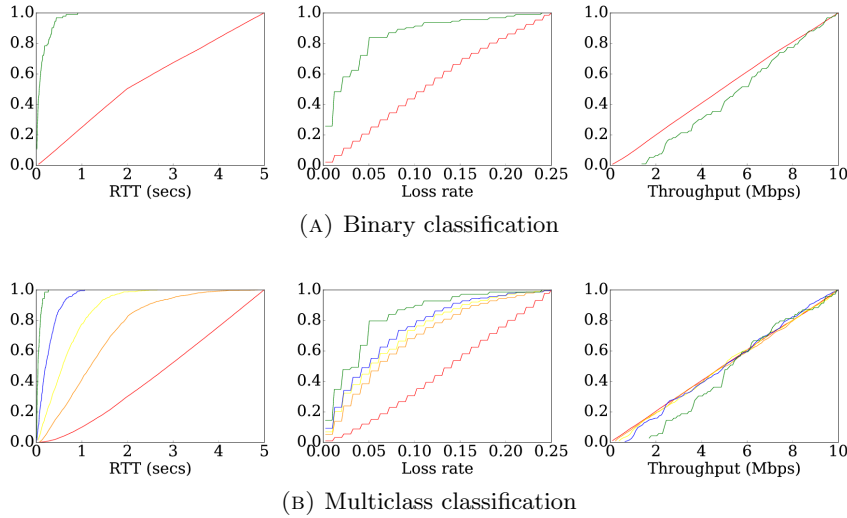 1.0
0.8
0.6
0.4
0.2
0.0
0 1 2 3 4 5
RTT (secs)
1.0
0.8
0.6
0.4
0.2
0.0
0.00 0.05 0.10 0.15 0.20 0.25
Loss rate
1.0
0.8
0.6
0.4
0.2
0.0
0 2 4 6 8 10
Throughput (Mbps)
(A) Binary classification
1.0
0.8
0.6
0.4
0.2
0.0
0 1 2 3 4 5
RTT (secs)
1.0
0.8
0.6
0.4
0.2
0.0
0.00 0.05 0.10 0.15 0.20 0.25
Loss rate
1.0
0.8
0.6
0.4
0.2
0.0
0 2 4 6 8 10
Throughput (Mbps)
(B) Multiclass classification